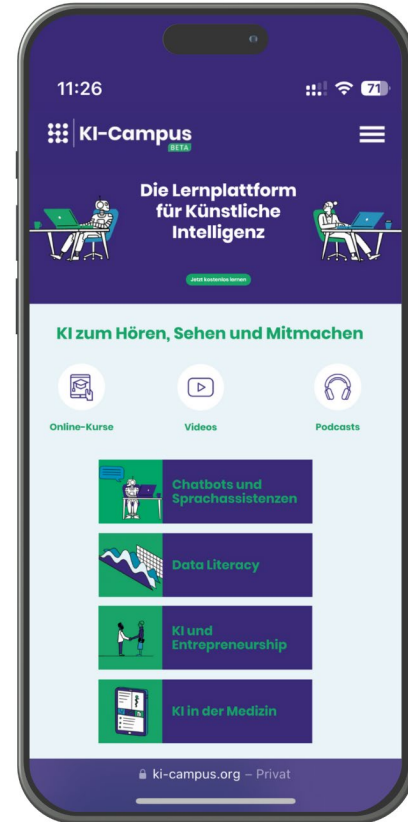 11:26
71
KI-Campus
BETA
Die Lernplattform
für Künstliche
Intelligenz
Jetzt kostenlos lernen
KI zum Hören, Sehen und Mitmachen
Online-Kurse
Videos
Podcasts
Chatbots und
Sprachassistenzen
Data Literacy
KI und
Entrepreneurship
KI in der Medizin
ki-campus.org – Privat